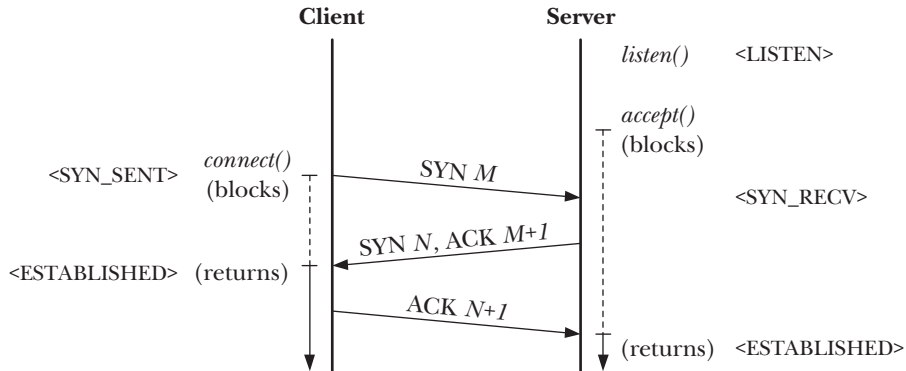 Client Server
listen() <LISTEN>
accept()
(blocks)
<SYN_SENT> connect()
(blocks)
SYN M
<SYN_RECV>
SYN N, ACK M+1
<ESTABLISHED> (returns)
ACK N+1
(returns) <ESTABLISHED>